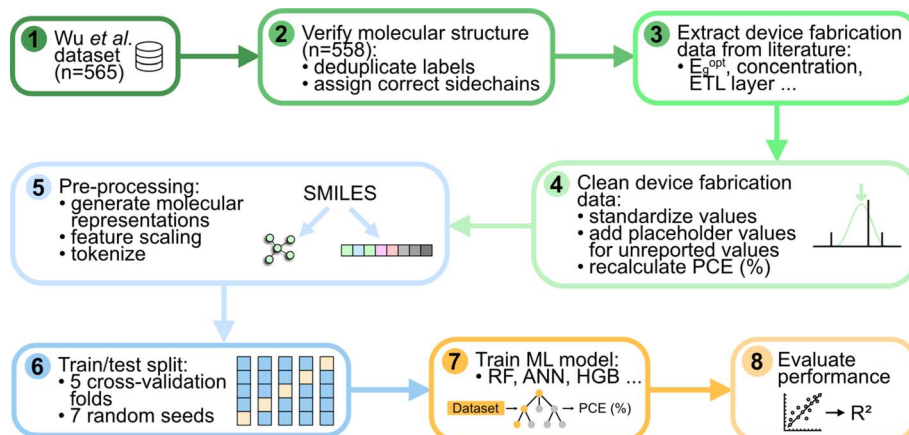 1
Wu et al.
dataset
(n=565)
2
Verify molecular structure
(n=558):
• deduplicate labels
• assign correct sidechains
3
Extract device fabrication
data from literature:
• Egopt, concentration,
ETL layer ...
4
Clean device fabrication
data:
• standardize values
• add placeholder values
for unreported values
• recalculate PCE (%)
5
Pre-processing:
• generate molecular
representations
• feature scaling
• tokenize
SMILES
6
Train/test split:
• 5 cross-validation
folds
• 7 random seeds
7
Train ML model:
• RF, ANN, HGB ...
Dataset
PCE (%)
8
Evaluate
performance
→ R²